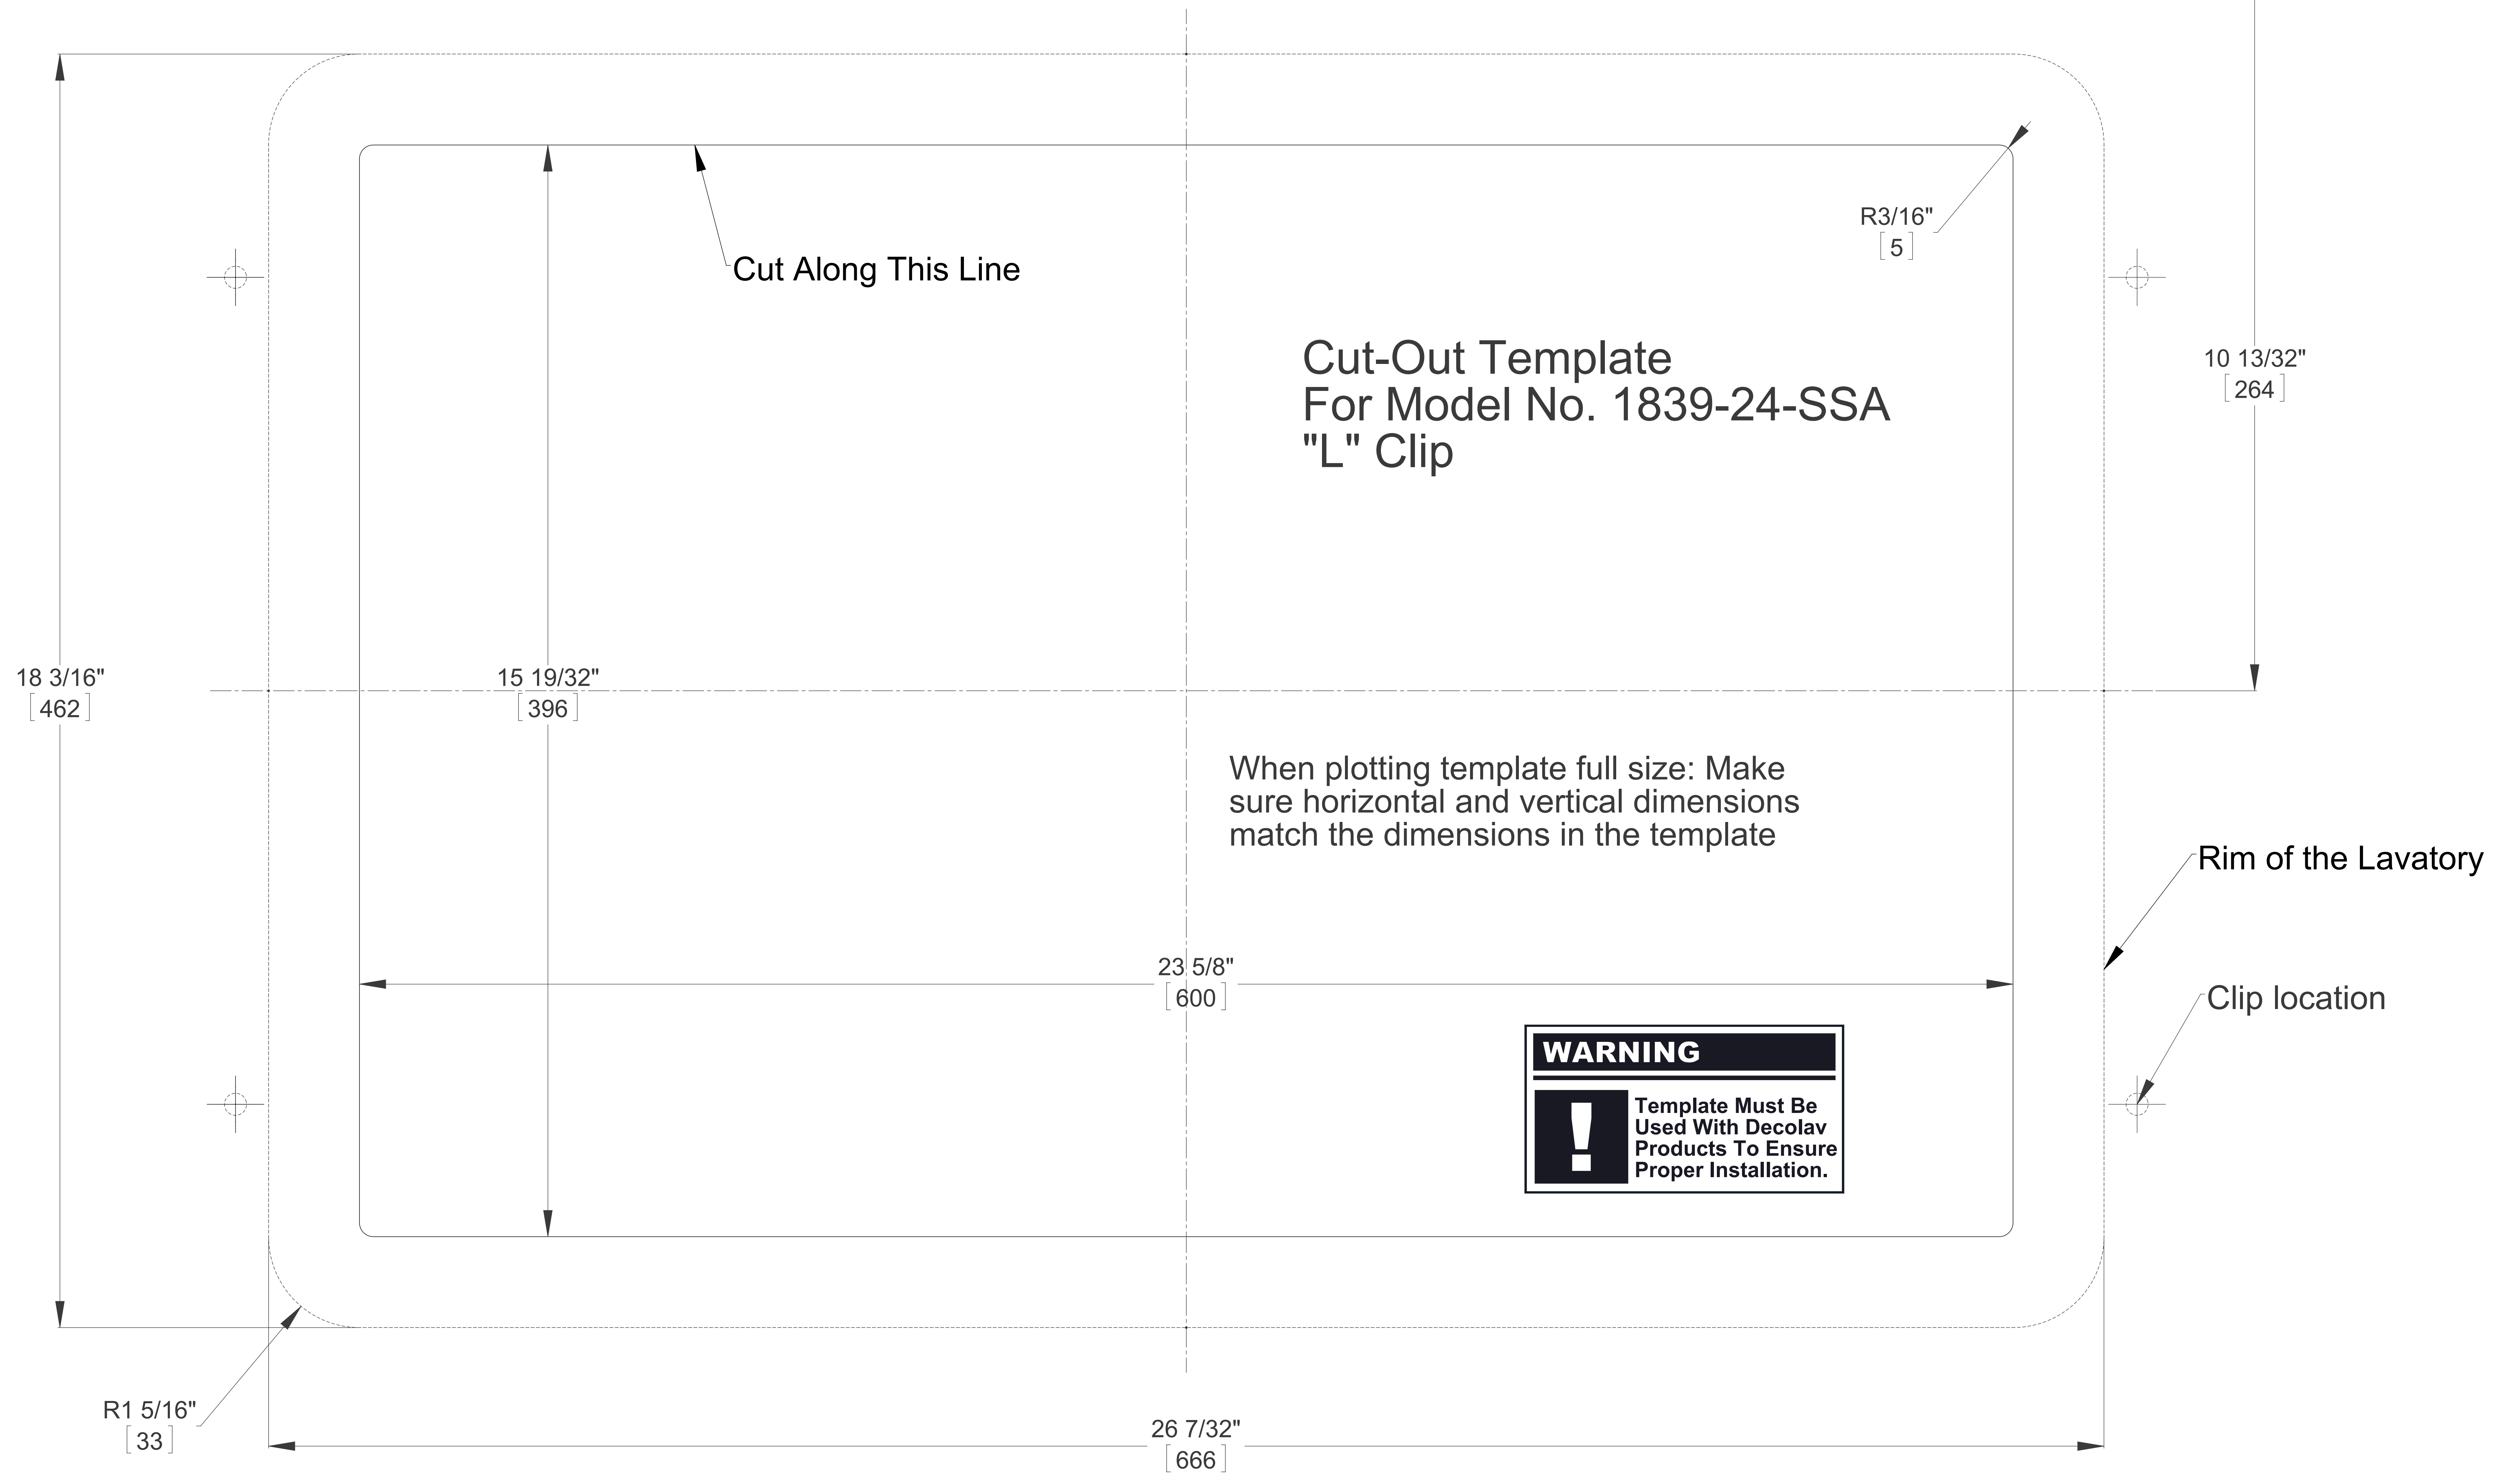 R3/16"
[5]
Cut Along This Line
Cut-Out Template
For Model No. 1839-24-SSA
"L" Clip
10 13/32"
[264]
18 3/16"
[462]
15 19/32"
[396]
When plotting template full size: Make
sure horizontal and vertical dimensions
match the dimensions in the template
Rim of the Lavatory
23 5/8"
[600]
Clip location
WARNING
!
Template Must Be
Used With Decolav
Products To Ensure
Proper Installation.
R1 5/16"
[33]
26 7/32"
[666]